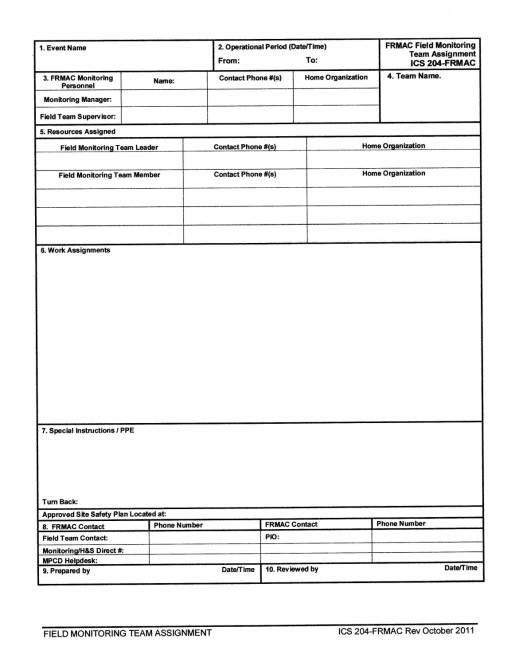 1. Event Name
2. Operational Period (Date/Time)
From: To:
FRMAC Field Monitoring
Team Assignment
ICS 204-FRMAC
3. FRMAC Monitoring
Personnel
Name:
Contact Phone #(s)
Home Organization
4. Team Name.
Monitoring Manager:
Field Team Supervisor:
5. Resources Assigned
Field Monitoring Team Leader
Contact Phone #(s)
Home Organization
Field Monitoring Team Member
Contact Phone #(s)
Home Organization
6. Work Assignments
7. Special Instructions / PPE
Turn Back:
Approved Site Safety Plan Located at:
8. FRMAC Contact
Phone Number
FRMAC Contact
Phone Number
Field Team Contact:
PIO:
Monitoring/H&S Direct #:
MPCD Helpdesk:
9. Prepared by Date/Time
10. Reviewed by Date/Time
FIELD MONITORING TEAM ASSIGNMENT
ICS 204-FRMAC Rev October 2011